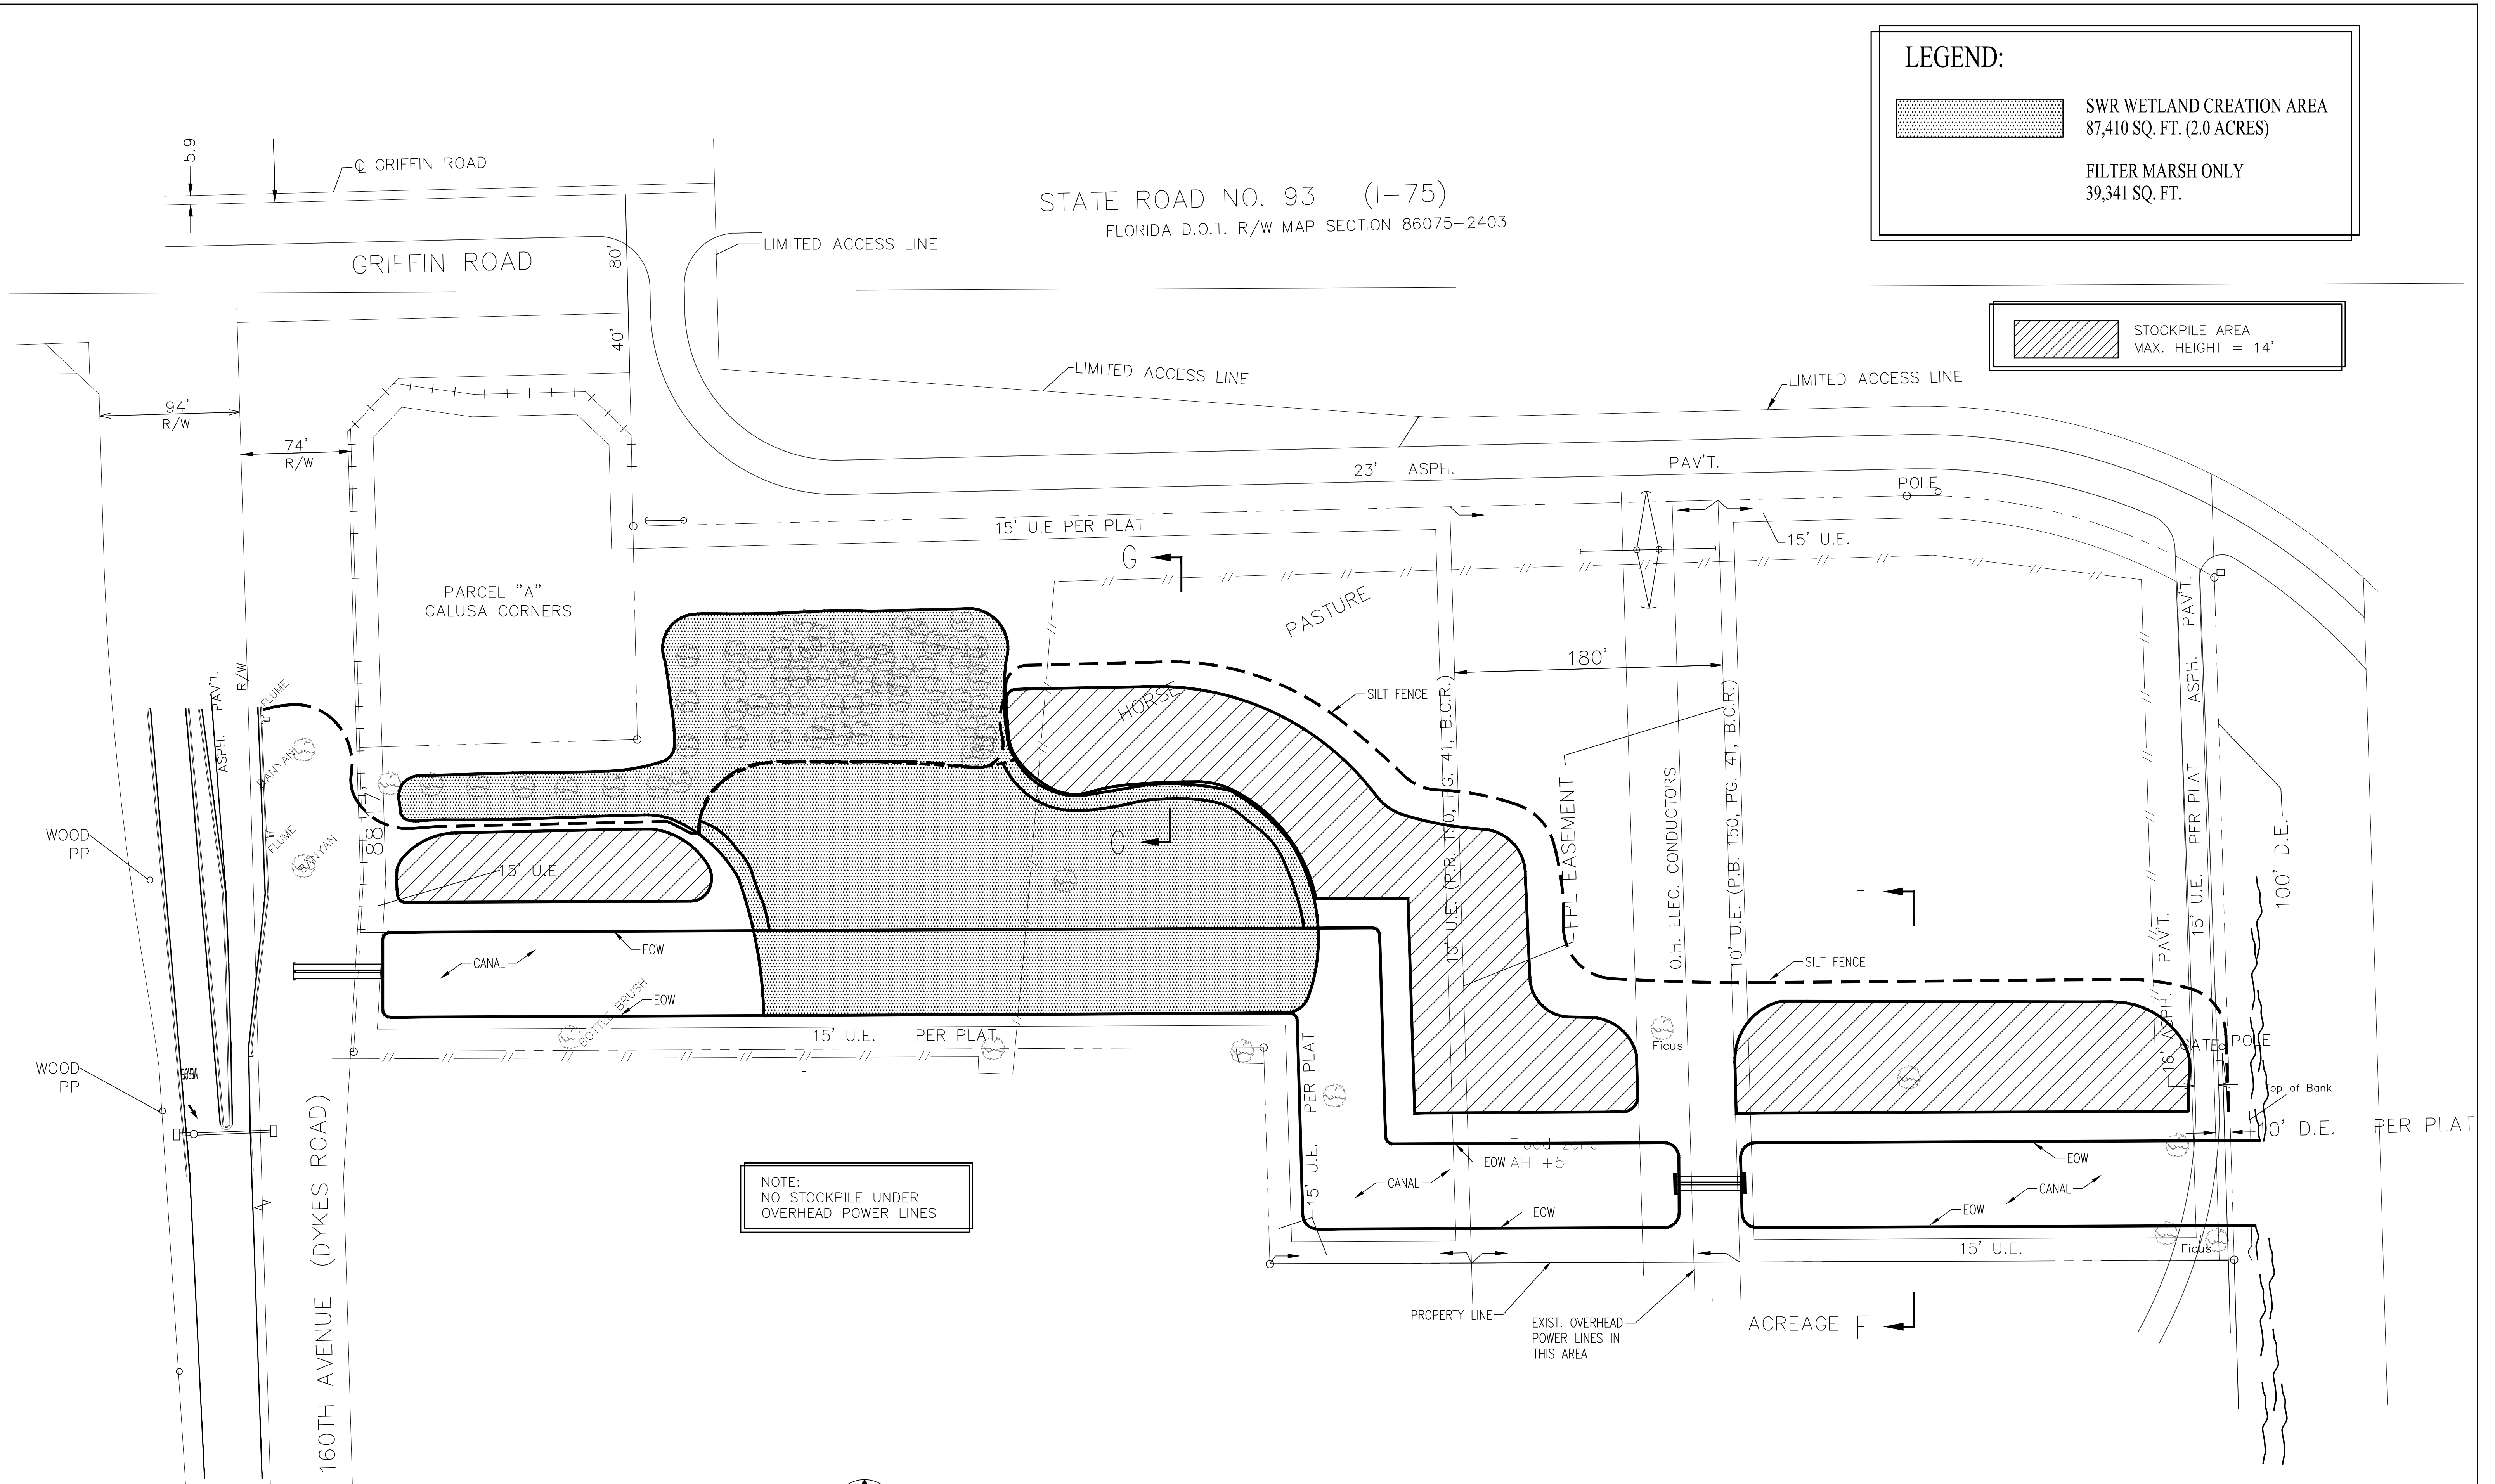 LEGEND:
SWR WETLAND CREATION AREA
87,410 SQ. FT. (2.0 ACRES)
FILTER MARSH ONLY
39,341 SQ. FT.
STOCKPILE AREA
MAX. HEIGHT = 14'
5.9
℄ GRIFFIN ROAD
STATE ROAD NO. 93 (I-75)
FLORIDA D.O.T. R/W MAP SECTION 86075-2403
LIMITED ACCESS LINE
GRIFFIN ROAD
80'
40'
LIMITED ACCESS LINE
LIMITED ACCESS LINE
94'
R/W
74'
R/W
23' ASPH. PAV'T.
POLE
15' U.E PER PLAT
15' U.E.
G
PARCEL "A"
CALUSA CORNERS
PASTURE
HORSE
180'
SILT FENCE
ASPH. PAV'T.
R/W
FLUME
BANYAN
FLUME
BANYAN
WOOD
PP
15' U.E
G
10' U.E. (P.B. 150, PG. 41, B.C.R.)
FPL EASEMENT
O.H. ELEC. CONDUCTORS
10' U.E. (P.B. 150, PG. 41, B.C.R.)
F
15' U.E. PER PLAT ASPH. PAV'T.
100' D.E.
EOW
CANAL
EOW
SILT FENCE
BOTTLE BRUSH
15' U.E. PER PLAT
Ficus
16' ASPH. PAV'T.
GATE
POLE
Top of Bank
10' D.E. PER PLAT
WOOD
PP
MERGE
160TH AVENUE (DYKES ROAD)
NOTE:
NO STOCKPILE UNDER
OVERHEAD POWER LINES
15' U.E. PER PLAT
Flood zone
AH +5
EOW
CANAL
EOW
EOW
CANAL
EOW
15' U.E.
Ficus
PROPERTY LINE
EXIST. OVERHEAD
POWER LINES IN
THIS AREA
ACREAGE
F